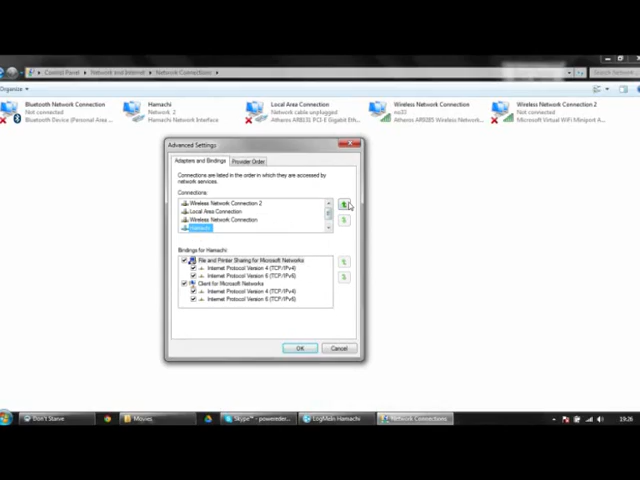 Control Panel Network and Internet Network Connections
Search Network
Organize
Bluetooth Network Connection
Not connected
Bluetooth Device (Personal Area ...
Hamachi
Network 2
Hamachi Network Interface
Local Area Connection
Network cable unplugged
Atheros AR8131 PCI-E Gigabit Eth...
Wireless Network Connection
Atheros AR9285 Wireless Network...
Wireless Network Connection 2
Not connected
Microsoft Virtual WiFi Miniport A...
Advanced Settings
Adapters and Bindings
Provider Order
Connections are listed in the order in which they are accessed by
network services.
Connections:
Wireless Network Connection 2
Local Area Connection
Wireless Network Connection
Hamachi
Bindings for Hamachi:
File and Printer Sharing for Microsoft Networks
Internet Protocol Version 4 (TCP/IPv4)
Internet Protocol Version 6 (TCP/IPv6)
Client for Microsoft Networks
Internet Protocol Version 4 (TCP/IPv4)
Internet Protocol Version 6 (TCP/IPv6)
OK
Cancel
Don't Starve
Movies
Skype™ -
LogMeIn Hamachi
Network Connections
19:26